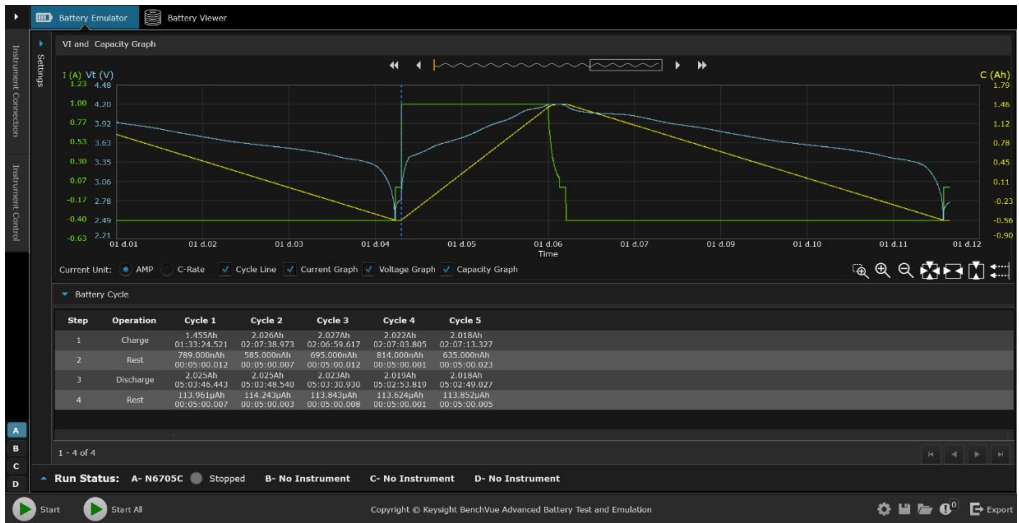 Battery Emulator Battery Viewer
Instrument Connection
Instrument Control
Settings
VI and Capacity Graph
I (A) Vt (V) C (Ah)
1.23 4.48 1.79
1.00 4.20 1.46
0.77 3.92 1.12
0.53 3.63 0.78
0.30 3.35 0.45
0.07 3.06 0.11
-0.17 2.78 -0.23
-0.40 2.49 -0.56
-0.63 2.21 -0.90
01 d.01 01 d.02 01 d.03 01 d.04 01 d.05 01 d.06 01 d.07 01 d.09 01 d.10 01 d.11 01 d.12
Time
Current Unit: AMP C-Rate Cycle Line Current Graph Voltage Graph Capacity Graph
Battery Cycle
Step Operation Cycle 1 Cycle 2 Cycle 3 Cycle 4 Cycle 5
1 Charge 1.455Ah 2.026Ah 2.027Ah 2.022Ah 2.018Ah
01:33:24.521 02:07:38.973 02:06:59.617 02:07:03.805 02:07:13.327
2 Rest 789.000nAh 585.000nAh 695.000nAh 814.000nAh 635.000nAh
00:05:00.012 00:05:00.007 00:05:00.012 00:05:00.001 00:05:00.023
3 Discharge 2.025Ah 2.025Ah 2.023Ah 2.019Ah 2.018Ah
05:03:46.443 05:03:48.540 05:03:30.930 05:02:53.819 05:02:49.027
4 Rest 113.961µAh 114.243µAh 113.843µAh 113.624µAh 113.852µAh
00:05:00.007 00:05:00.003 00:05:00.008 00:05:00.001 00:05:00.005
A
B
C
D
1 - 4 of 4
Run Status: A- N6705C Stopped B- No Instrument C- No Instrument D- No Instrument
Start Start All Copyright © Keysight BenchVue Advanced Battery Test and Emulation 0 Export